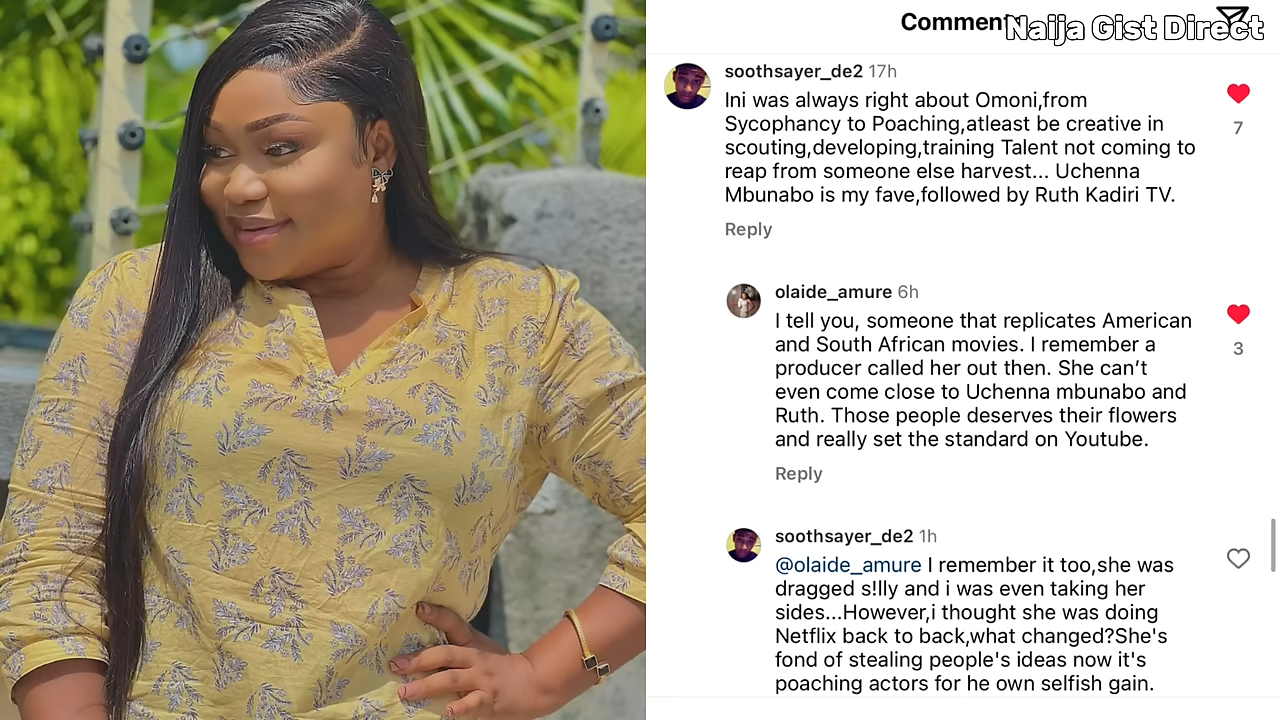 Comment
Naija Gist Direct
soothsayer_de2 17h
Ini was always right about Omoni,from
Sycophancy to Poaching,atleast be creative in
scouting,developing,training Talent not coming to
reap from someone else harvest... Uchenna
Mbunabo is my fave,followed by Ruth Kadiri TV.
7
Reply
olaide_amure 6h
I tell you, someone that replicates American
and South African movies. I remember a
producer called her out then. She can’t
even come close to Uchenna mbunabo and
Ruth. Those people deserves their flowers
and really set the standard on Youtube.
3
Reply
soothsayer_de2 1h
@olaide_amure I remember it too,she was
dragged s!lly and i was even taking her
sides...However,i thought she was doing
Netflix back to back,what changed?She's
fond of stealing people's ideas now it's
poaching actors for he own selfish gain.